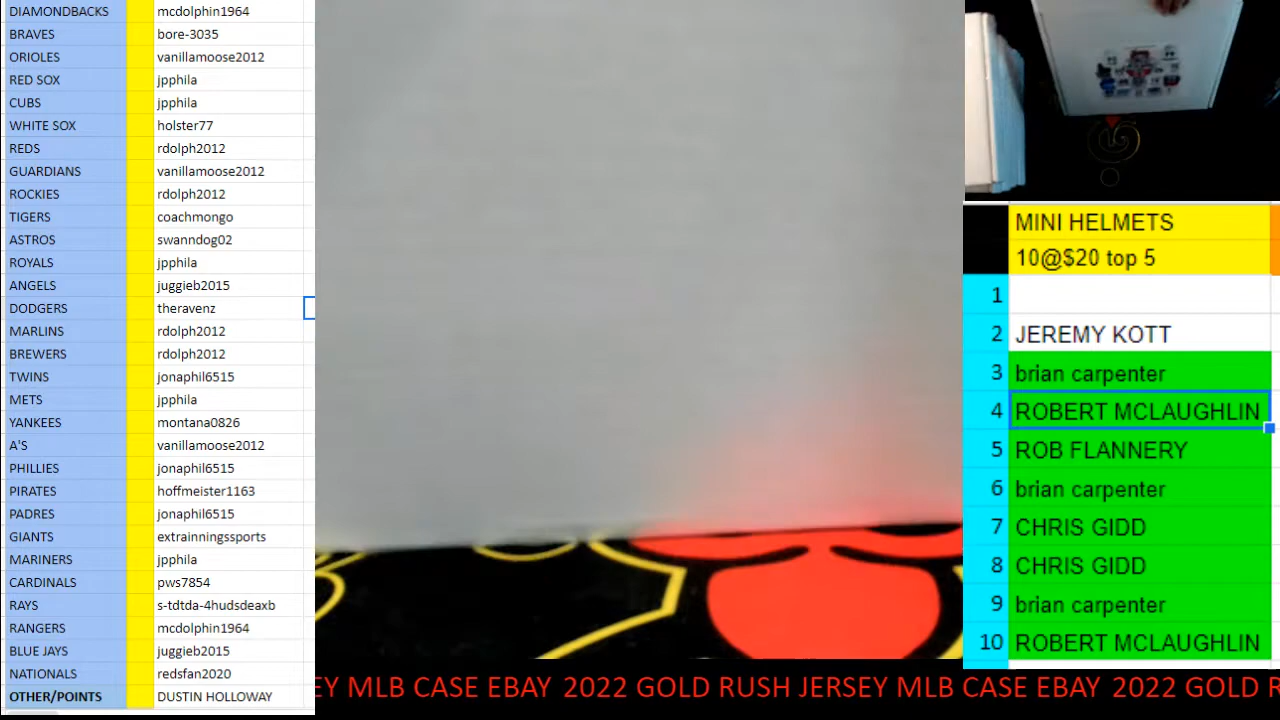 DIAMONDBACKS mcdolphin1964
BRAVES bore-3035
ORIOLES vanillamoose2012
RED SOX jpphila
CUBS jpphila
WHITE SOX holster77
REDS rdolph2012
GUARDIANS vanillamoose2012
ROCKIES rdolph2012
TIGERS coachmongo
ASTROS swanndog02
ROYALS jpphila
ANGELS juggieb2015
DODGERS theravenz
MARLINS rdolph2012
BREWERS rdolph2012
TWINS jonaphil6515
METS jpphila
YANKEES montana0826
A'S vanillamoose2012
PHILLIES jonaphil6515
PIRATES hoffmeister1163
PADRES jonaphil6515
GIANTS extrainningssports
MARINERS jpphila
CARDINALS pws7854
RAYS s-tdtda-4hudsdeaxb
RANGERS mcdolphin1964
BLUE JAYS juggieb2015
NATIONALS redsfan2020
OTHER/POINTS DUSTIN HOLLOWAY
MINI HELMETS
10@$20 top 5
1
2 JEREMY KOTT
3 brian carpenter
4 ROBERT MCLAUGHLIN
5 ROB FLANNERY
6 brian carpenter
7 CHRIS GIDD
8 CHRIS GIDD
9 brian carpenter
10 ROBERT MCLAUGHLIN
EY MLB CASE EBAY 2022 GOLD RUSH JERSEY MLB CASE EBAY 2022 GOLD R